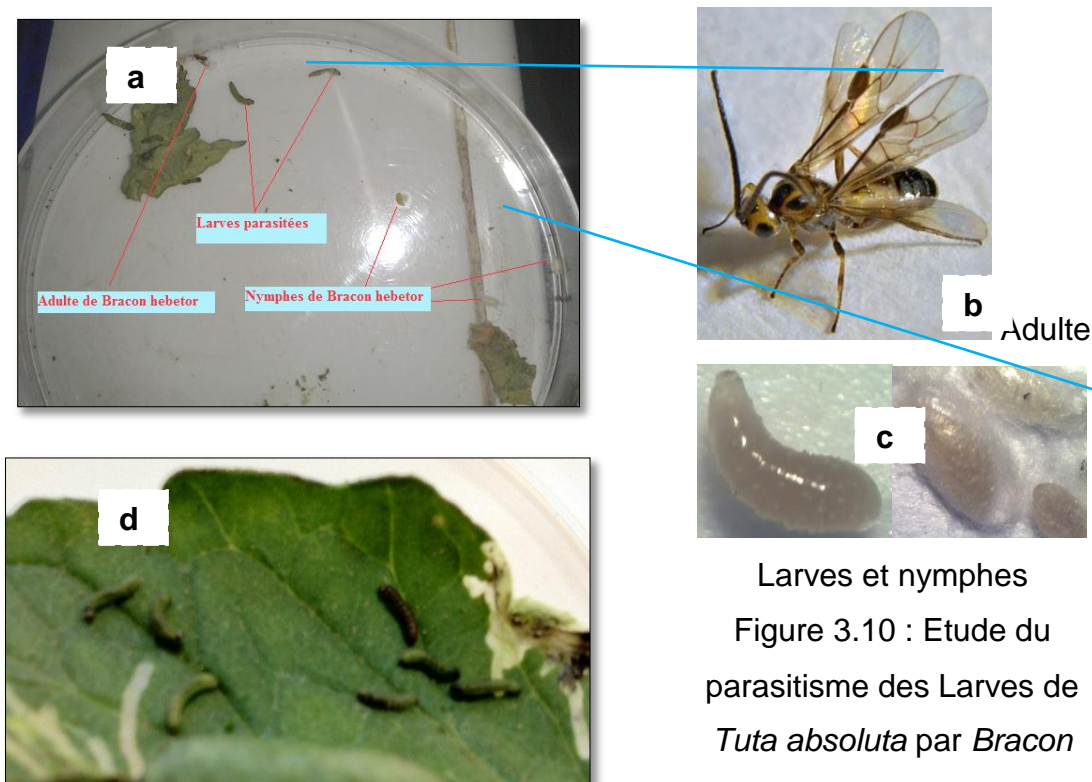 a
Larves parasitées
Adulte de Bracon hebetor
Nymphes de Bracon hebetor
b
Adulte
c
d
Larves et nymphes
Figure 3.10 : Etude du
parasitisme des Larves de
Tuta absoluta par Bracon